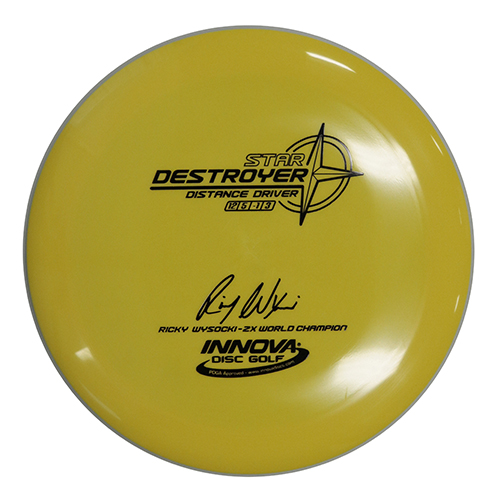 STAR
DESTROYER
DISTANCE DRIVER
12 5 -1 3
Ricky Wysocki
RICKY WYSOCKI-2X WORLD CHAMPION
INNOVA®
DISC GOLF
PDGA Approved - www.innovadiscs.com